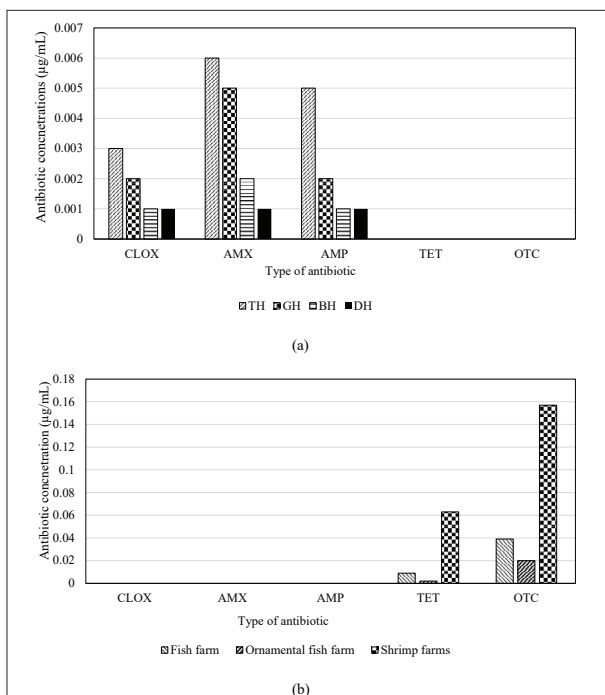 0.007
0.006
0.005
0.004
0.003
0.002
0.001
0
Antibiotic concnetrations (µg/mL)
CLOX AMX AMP TET OTC
Type of antibiotic
TH GH BH DH
(a)
0.18
0.16
0.14
0.12
0.1
0.08
0.06
0.04
0.02
0
Antibiotic concnetration (µg/mL)
CLOX AMX AMP TET OTC
Type of antibiotic
Fish farm Ornamental fish farm Shrimp farms
(b)